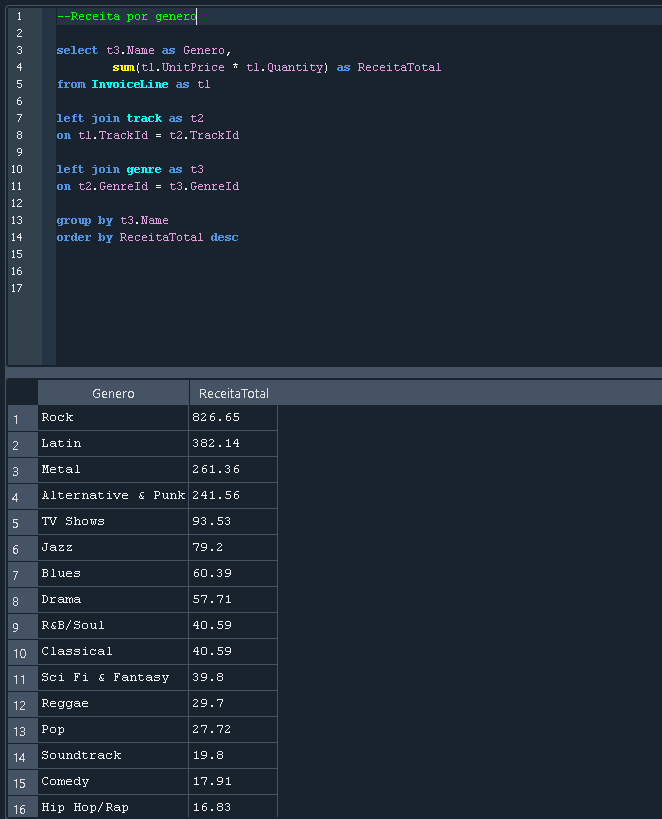 1 --Receita por genero
2
3 select t3.Name as Genero,
4 sum(t1.UnitPrice * t1.Quantity) as ReceitaTotal
5 from InvoiceLine as t1
6
7 left join track as t2
8 on t1.TrackId = t2.TrackId
9
10 left join genre as t3
11 on t2.GenreId = t3.GenreId
12
13 group by t3.Name
14 order by ReceitaTotal desc
15
16
17
Genero ReceitaTotal
1 Rock 826.65
2 Latin 382.14
3 Metal 261.36
4 Alternative & Punk 241.56
5 TV Shows 93.53
6 Jazz 79.2
7 Blues 60.39
8 Drama 57.71
9 R&B/Soul 40.59
10 Classical 40.59
11 Sci Fi & Fantasy 39.8
12 Reggae 29.7
13 Pop 27.72
14 Soundtrack 19.8
15 Comedy 17.91
16 Hip Hop/Rap 16.83